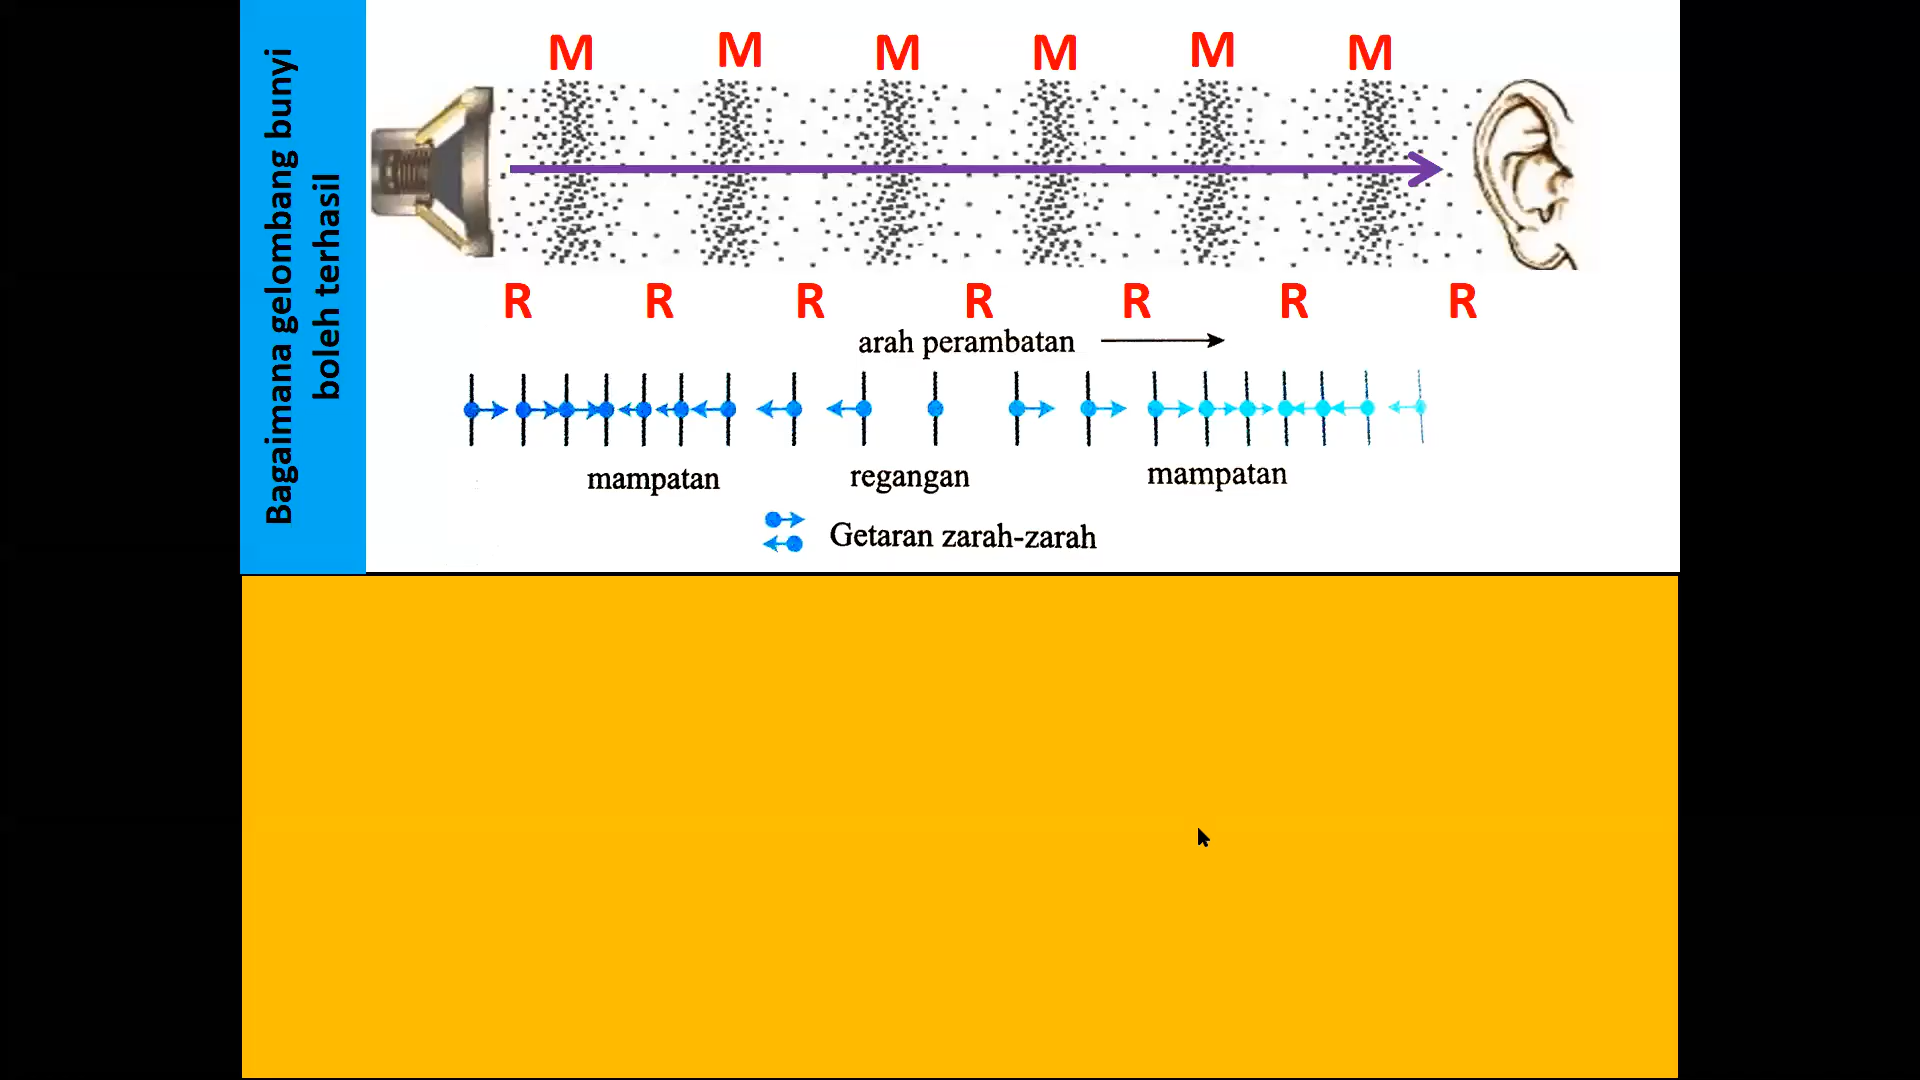 Bagaimana gelombang bunyi
boleh terhasil
M M M M M M
R R R R R R R
arah perambatan
mampatan regangan mampatan
Getaran zarah-zarah